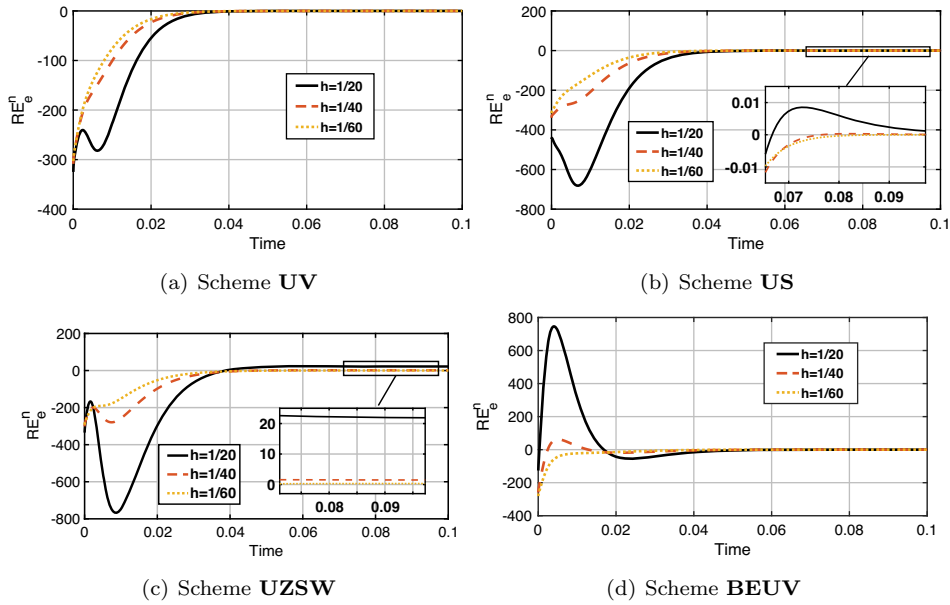 0
-100
-200
-300
-400
RE_e^n
0
0.02
0.04
0.06
0.08
0.1
Time
h=1/20
h=1/40
h=1/60
(a) Scheme UV
400
200
0
-200
-400
-600
-800
RE_e^n
0
0.02
0.04
0.06
0.08
0.1
Time
h=1/20
h=1/40
h=1/60
0.01
0
-0.01
0.07
0.08
0.09
(b) Scheme US
200
0
-200
-400
-600
-800
RE_e^n
0
0.02
0.04
0.06
0.08
0.1
Time
h=1/20
h=1/40
h=1/60
20
10
0
0.08
0.09
(c) Scheme UZSW
800
600
400
200
0
-200
-400
RE_e^n
0
0.02
0.04
0.06
0.08
0.1
Time
h=1/20
h=1/40
h=1/60
(d) Scheme BEUV